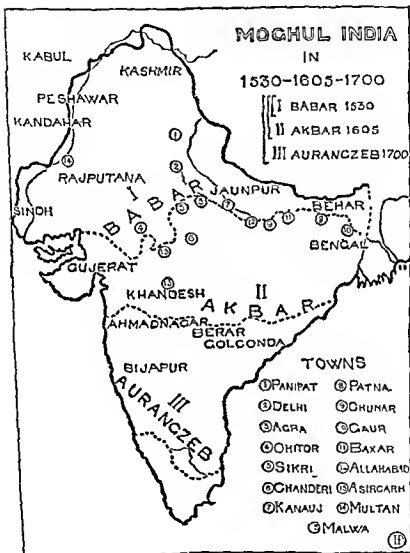 MOGHUL INDIA
IN
1530-1605-1700
I BABAR 1530
II AKBAR 1605
III AURANGZEB 1700
KABUL
KASHMIR
PESHAWAR
KANDAHAR
①
⑭
②
RAJPUTANA
I
BABAR
JAUNPUR
BEHAR
SINDH
BENGAL
GUJERAT
KHANDESH
II
AKBAR
AHMADNAGAR
BERAR
GOLCONDA
BIJAPUR
III
AURANGZEB
TOWNS
① PANIPAT ⑧ PATNA
② DELHI ⑨ CHUNAR
③ AGRA GAUR
④ CHITOR ⑪ BAXAR
⑤ SIKRI ALLAHABAD
⑥ CHANDERI ⑬ ASIRGARH
⑦ KANAUJ ⑭ MULTAN
MALWA